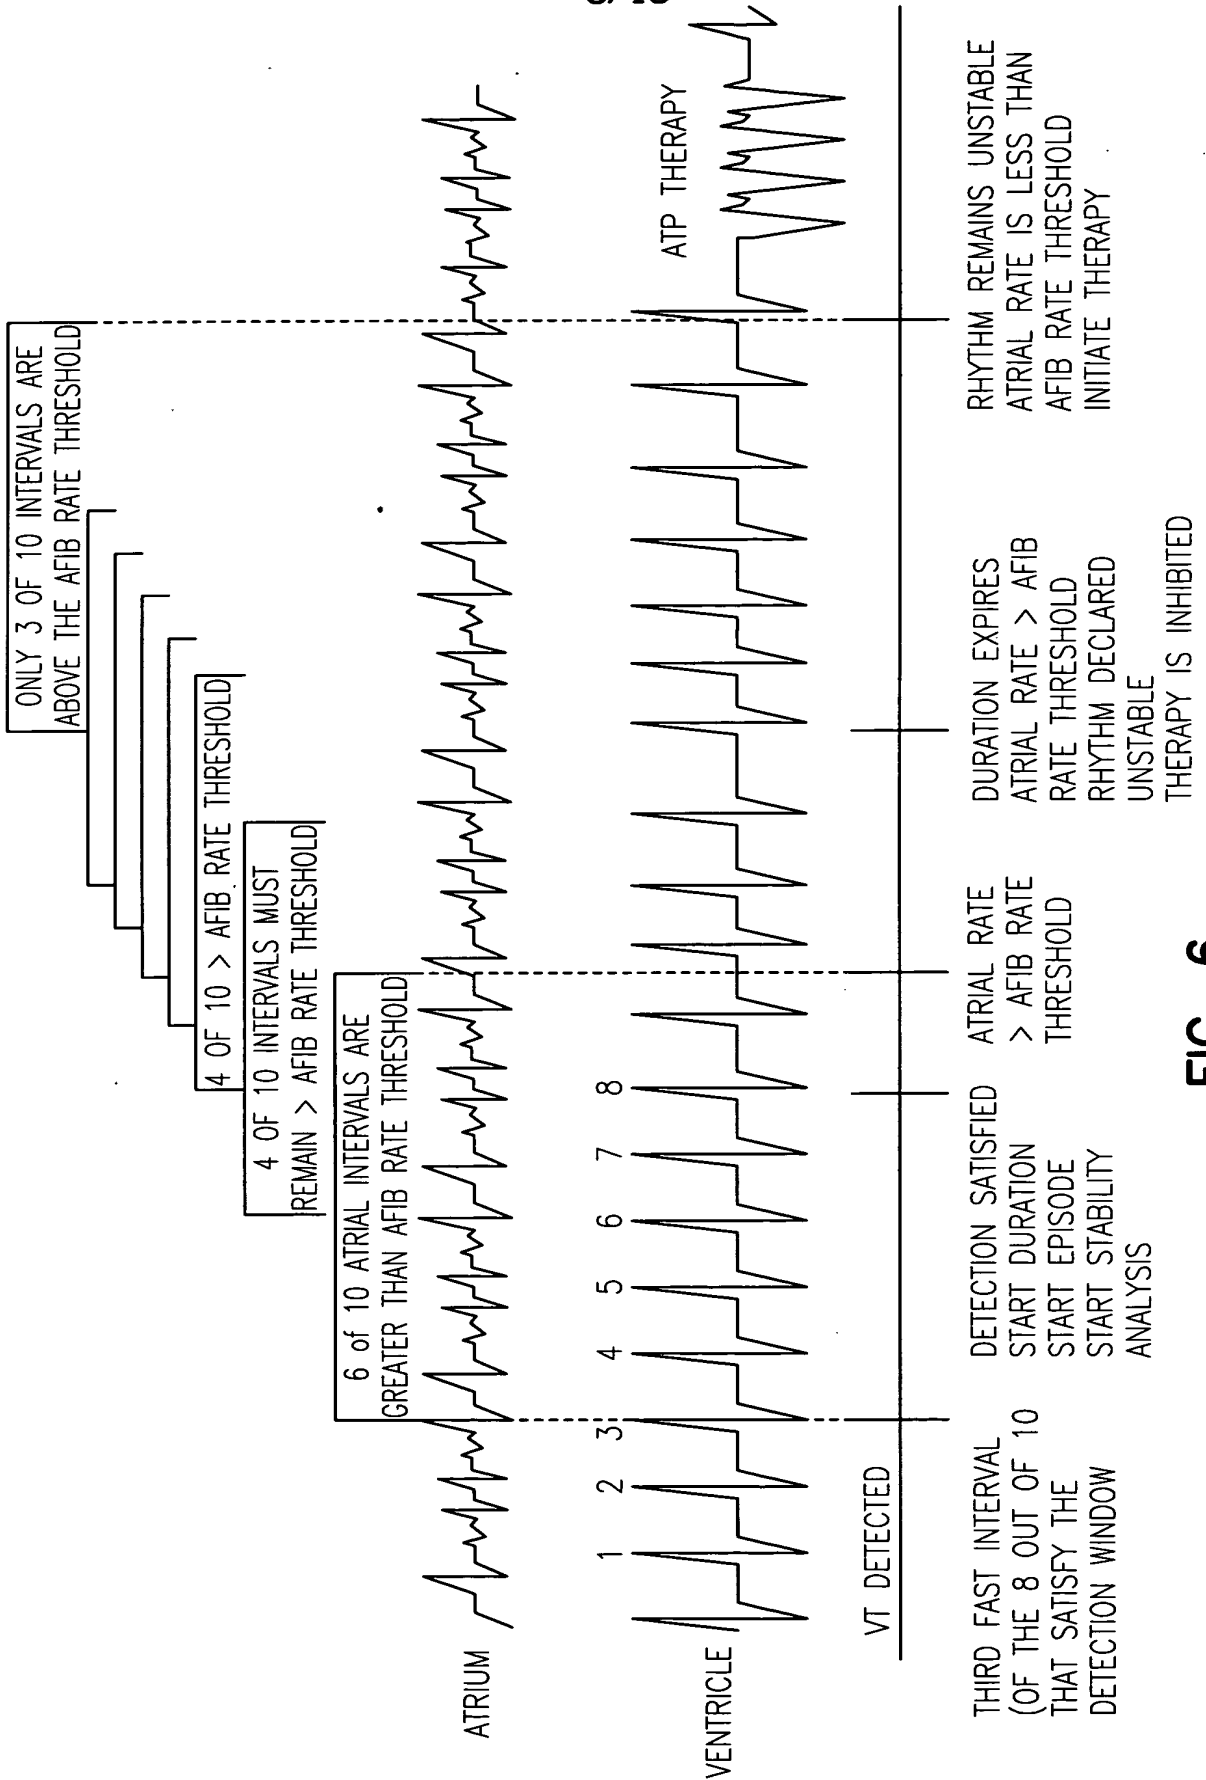 ONLY 3 OF 10 INTERVALS ARE
ABOVE THE AFIB RATE THRESHOLD
4 OF 10 > AFIB RATE THRESHOLD
4 OF 10 INTERVALS MUST
REMAIN > AFIB RATE THRESHOLD
6 of 10 ATRIAL INTERVALS ARE
GREATER THAN AFIB RATE THRESHOLD
ATRIUM
ATP THERAPY
1 2 3 4 5 6 7 8
VENTRICLE
VT DETECTED
THIRD FAST INTERVAL
(OF THE 8 OUT OF 10
THAT SATISFY THE
DETECTION WINDOW
DETECTION SATISFIED
START DURATION
START EPISODE
START STABILITY
ANALYSIS
ATRIAL RATE
> AFIB RATE
THRESHOLD
DURATION EXPIRES
ATRIAL RATE > AFIB
RATE THRESHOLD
RHYTHM DECLARED
UNSTABLE
THERAPY IS INHIBITED
RHYTHM REMAINS UNSTABLE
ATRIAL RATE IS LESS THAN
AFIB RATE THRESHOLD
INITIATE THERAPY